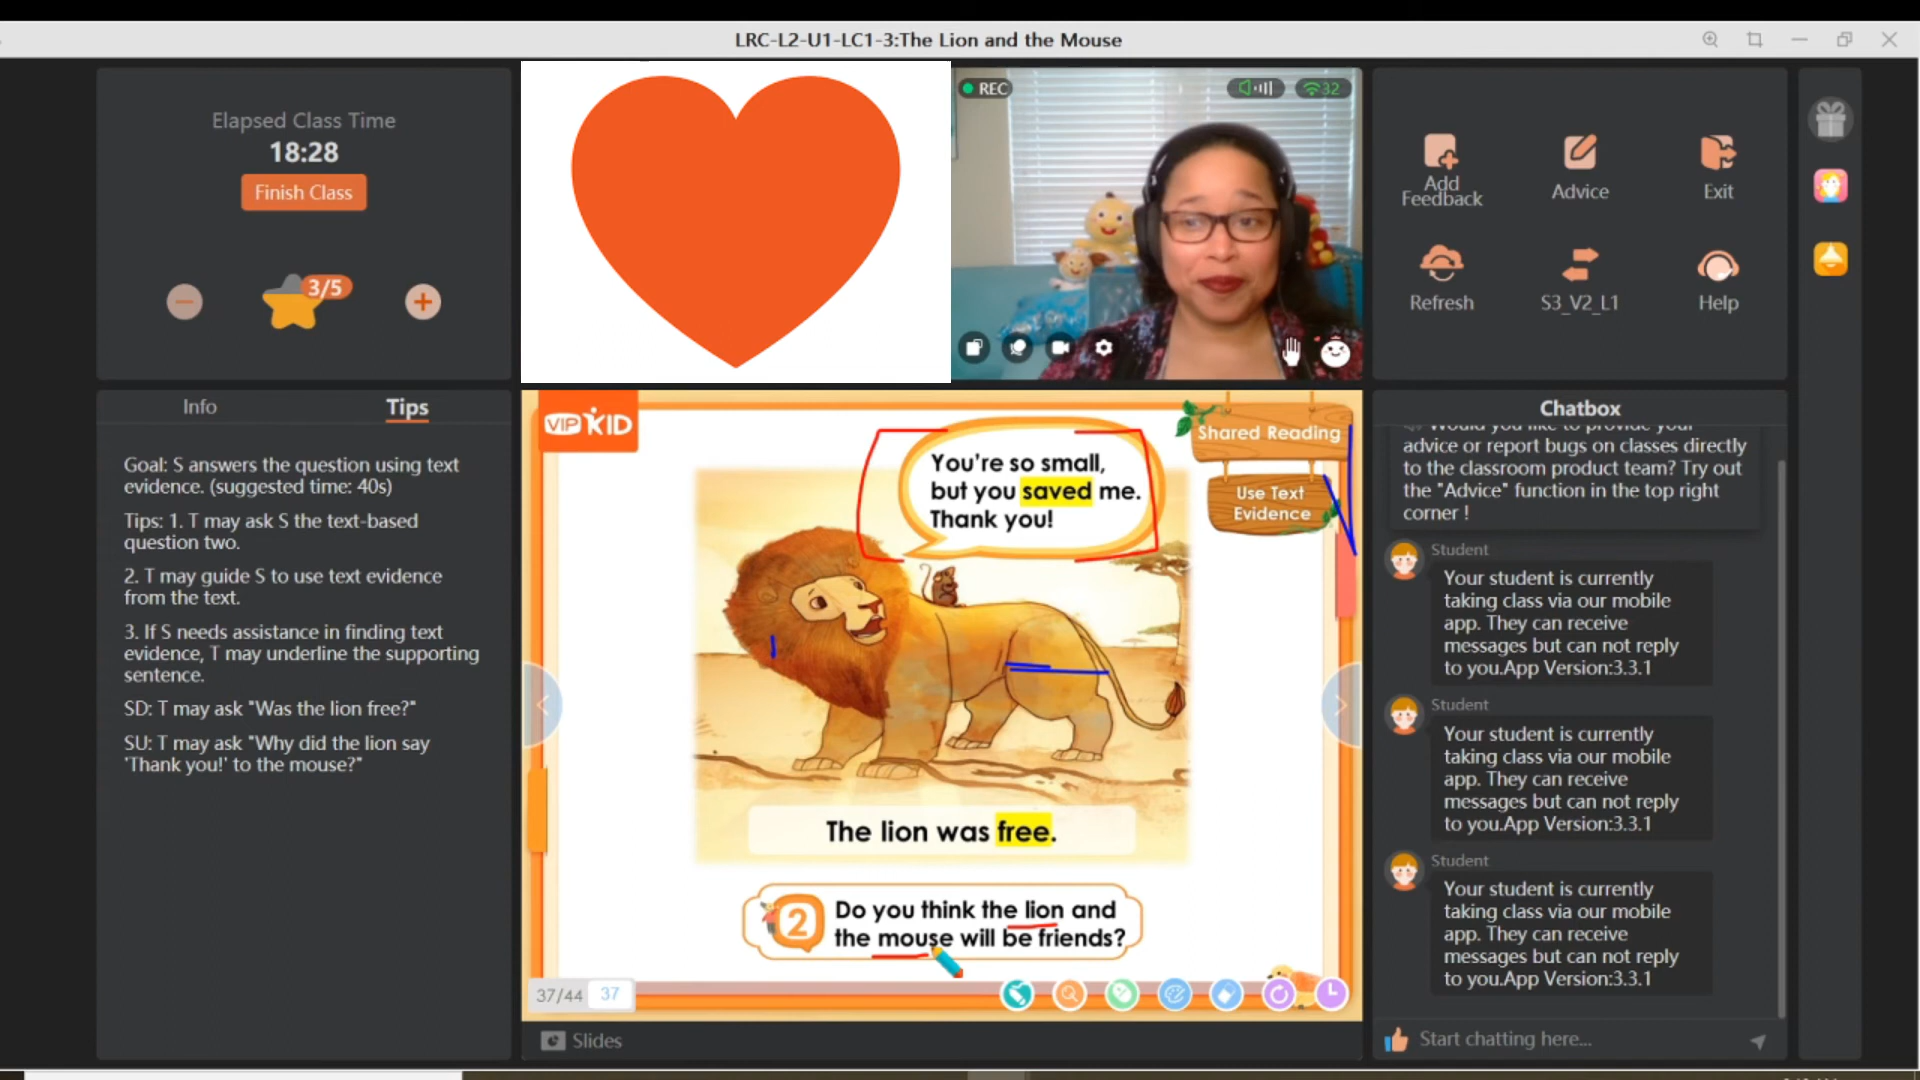 LRC-L2-U1-LC1-3:The Lion and the Mouse
Elapsed Class Time
18:28
Finish Class
3/5
REC
32
Add
Feedback
Advice
Exit
Refresh
S3_V2_L1
Help
Info
Tips
Goal: S answers the question using text
evidence. (suggested time: 40s)
Tips: 1. T may ask S the text-based
question two.
2. T may guide S to use text evidence
from the text.
3. If S needs assistance in finding text
evidence, T may underline the supporting
sentence.
SD: T may ask "Was the lion free?"
SU: T may ask "Why did the lion say
'Thank you!' to the mouse?"
VIPKID
Shared Reading
Use Text
Evidence
You're so small,
but you saved me.
Thank you!
The lion was free.
2
Do you think the lion and
the mouse will be friends?
37/44
37
Slides
Chatbox
Would you like to provide your
advice or report bugs on classes directly
to the classroom product team? Try out
the "Advice" function in the top right
corner !
Student
Your student is currently
taking class via our mobile
app. They can receive
messages but can not reply
to you.App Version:3.3.1
Student
Your student is currently
taking class via our mobile
app. They can receive
messages but can not reply
to you.App Version:3.3.1
Student
Your student is currently
taking class via our mobile
app. They can receive
messages but can not reply
to you.App Version:3.3.1
Start chatting here...